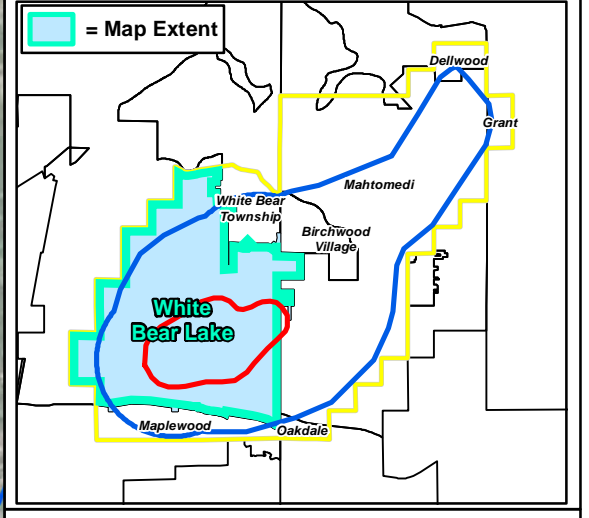 = Map Extent
Dellwood
Grant
Mahtomedi
White Bear
Township
Birchwood
Village
White
Bear Lake
Maplewood
Oakdale